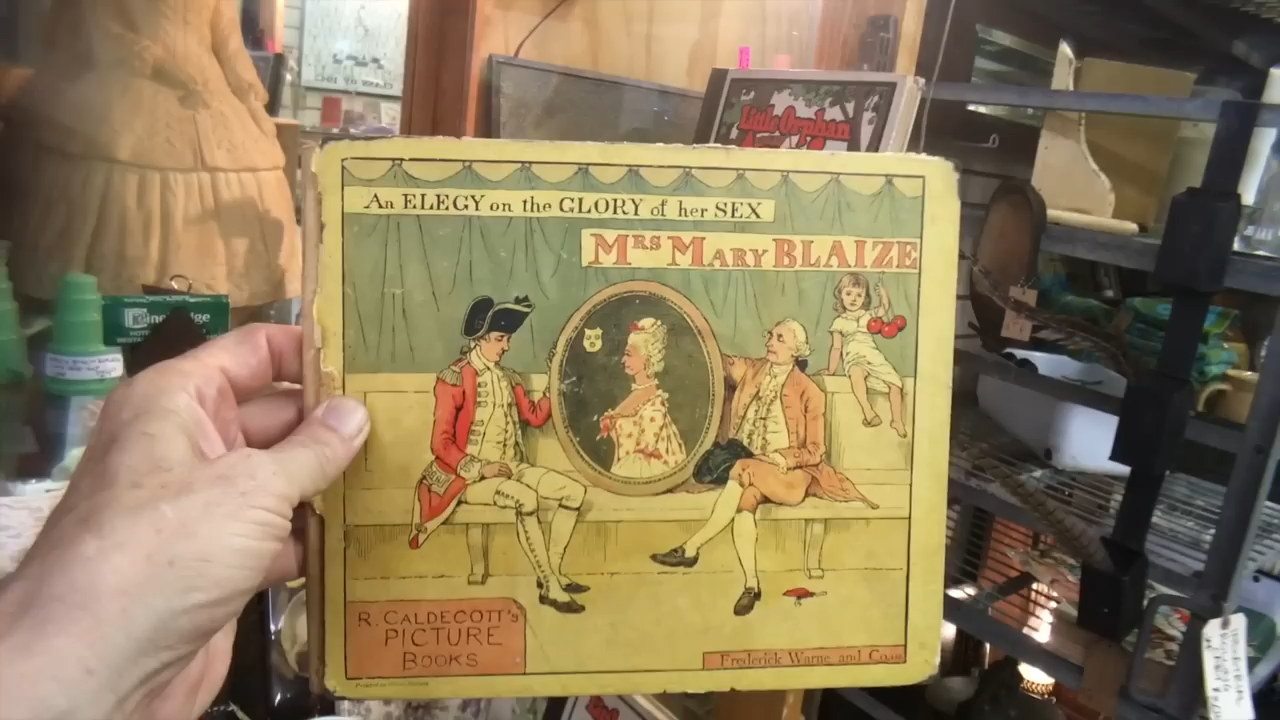 Little Orphan
An ELEGY on the GLORY of her SEX
MRS MARY BLAIZE
R. CALDECOTT'S
PICTURE
BOOKS
Frederick Warne and Co.